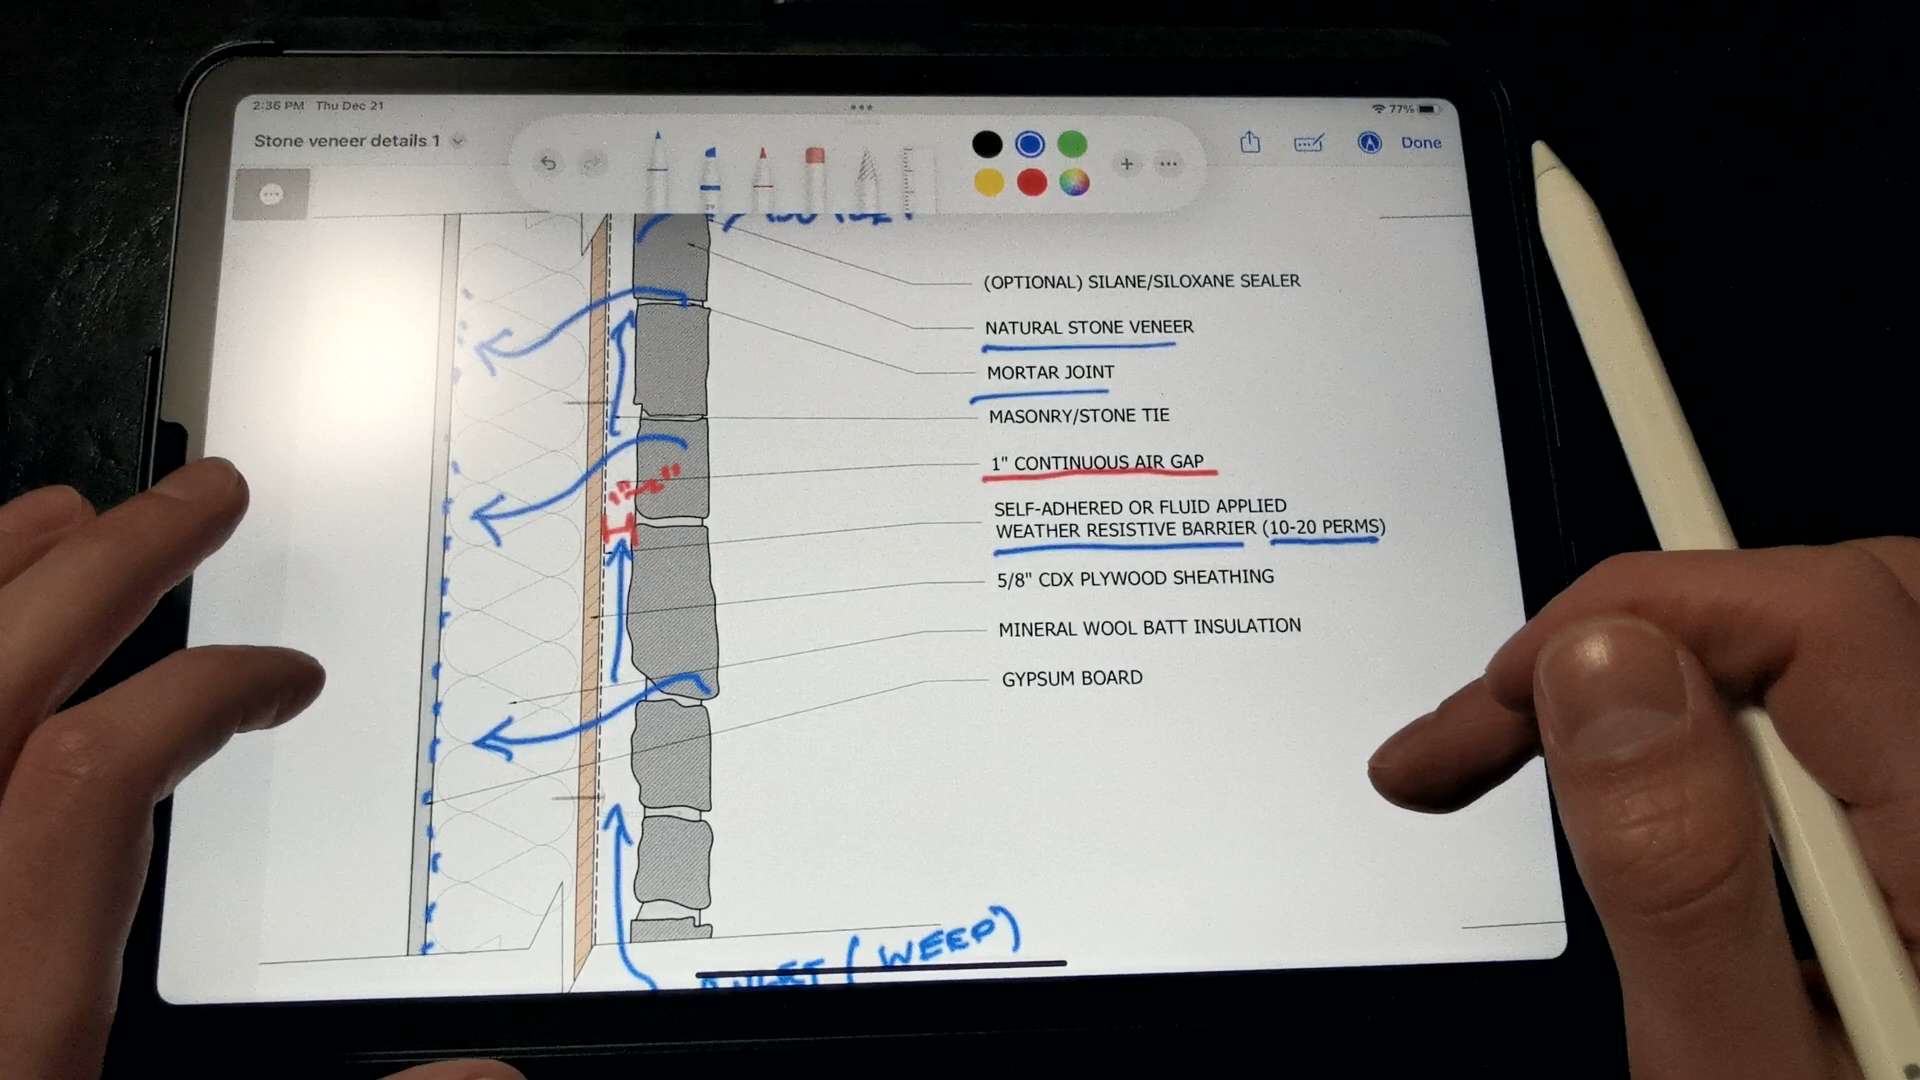 2:36 PM Thu Dec 21
77%
Stone veneer details 1
Done
(OPTIONAL) SILANE/SILOXANE SEALER
NATURAL STONE VENEER
MORTAR JOINT
MASONRY/STONE TIE
1" CONTINUOUS AIR GAP
1"-2"
SELF-ADHERED OR FLUID APPLIED
WEATHER RESISTIVE BARRIER (10-20 PERMS)
5/8" CDX PLYWOOD SHEATHING
MINERAL WOOL BATT INSULATION
GYPSUM BOARD
(WEEP)